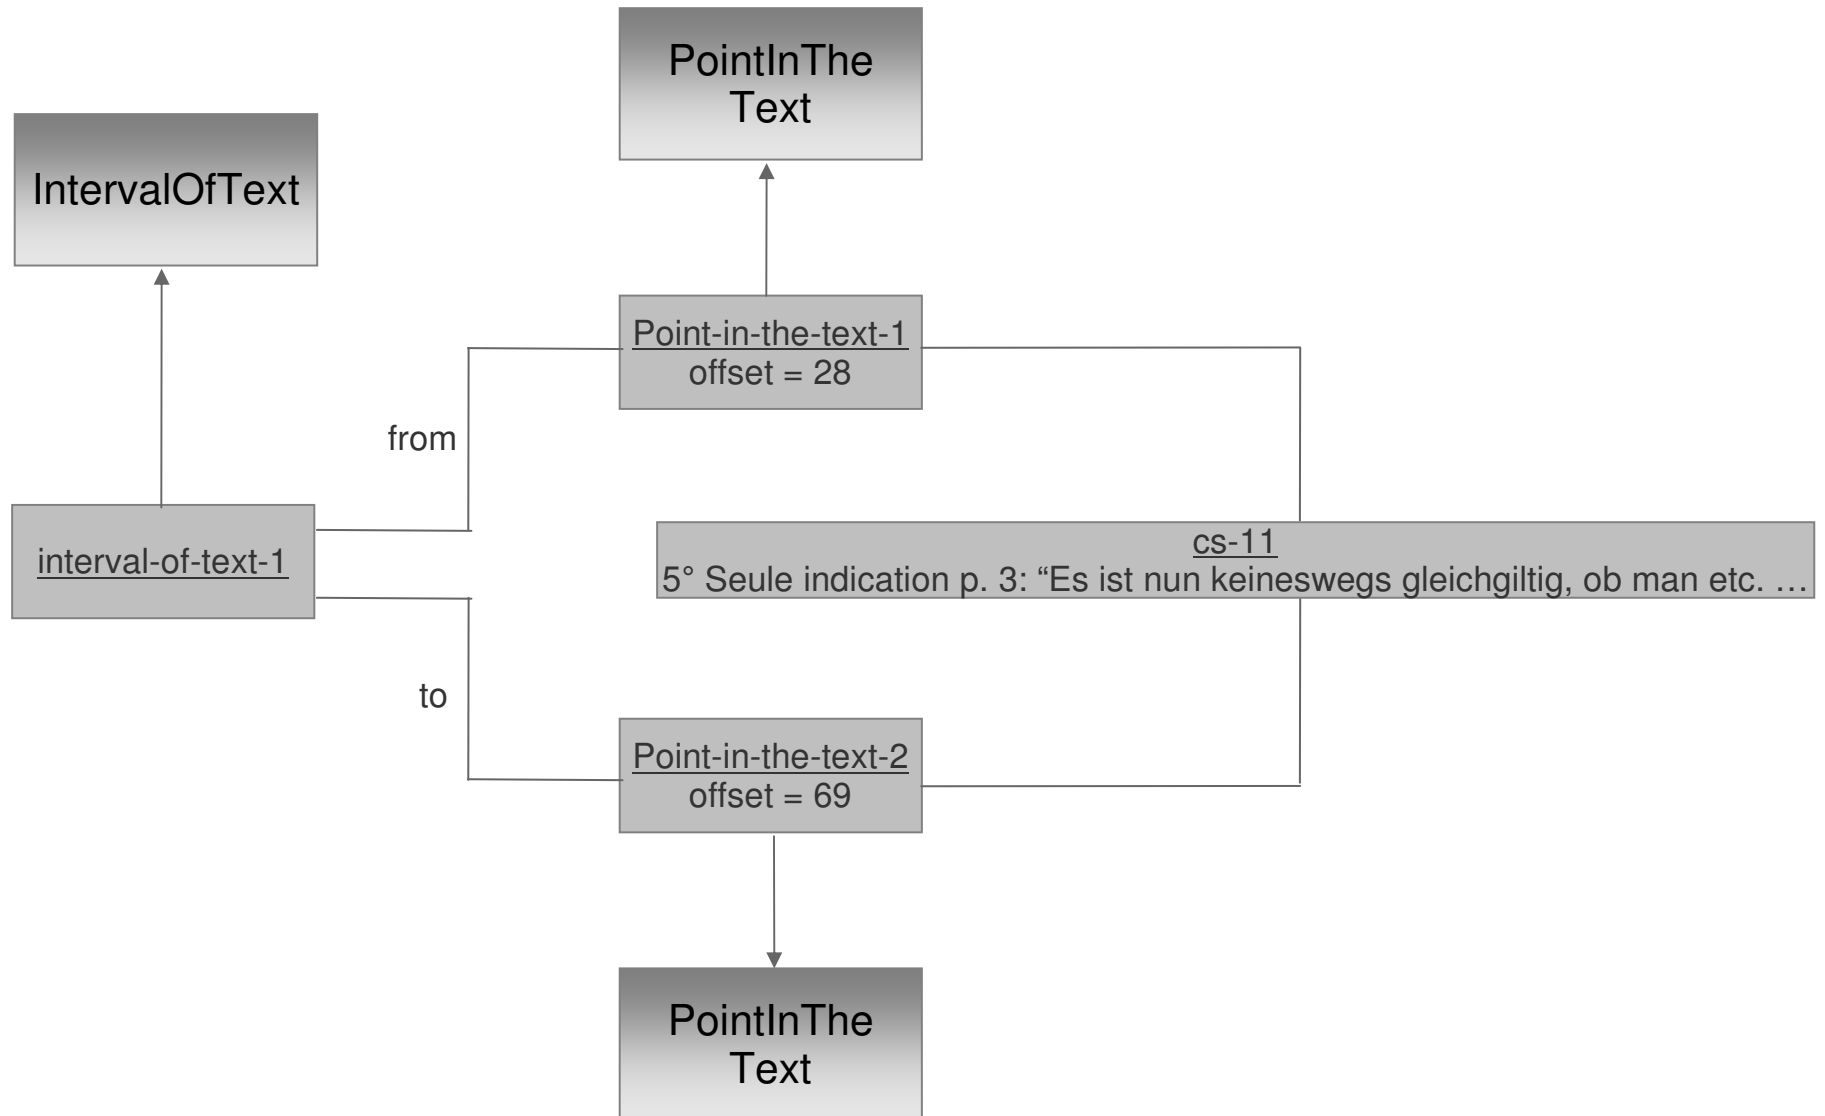 PointInThe
Text
IntervalOfText
Point-in-the-text-1
offset = 28
from
interval-of-text-1
cs-11
5° Seule indication p. 3: “Es ist nun keineswegs gleichgiltig, ob man etc. …
to
Point-in-the-text-2
offset = 69
PointInThe
Text